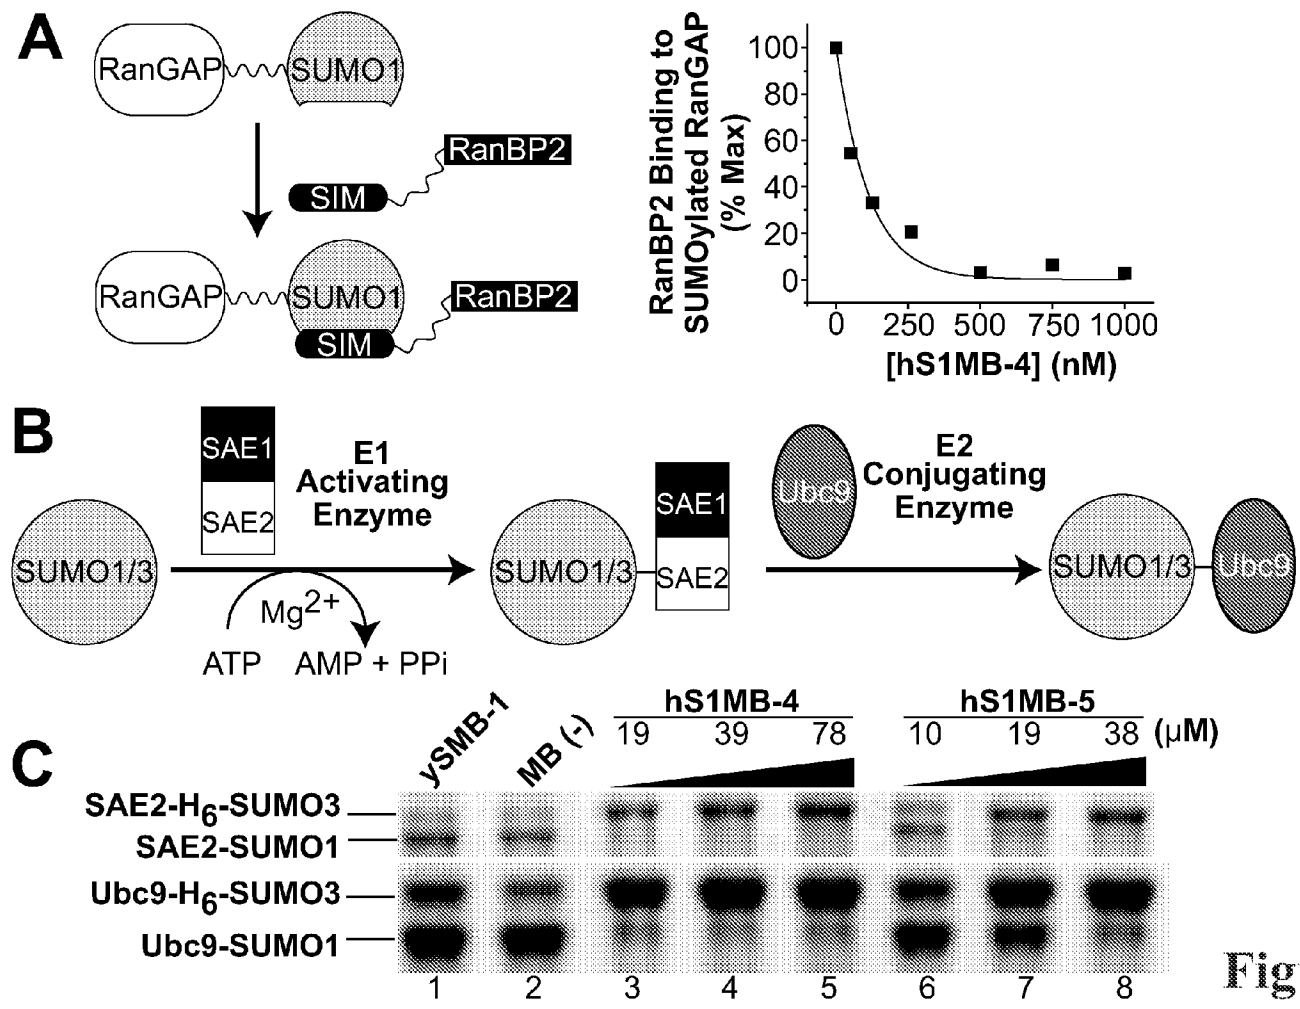 A
RanGAP SUMO1
RanBP2
SIM
RanGAP SUMO1 RanBP2
SIM
RanBP2 Binding to
SUMOylated RanGAP
(% Max)
100
80
60
40
20
0
0 250 500 750 1000
[hS1MB-4] (nM)
B
SAE1
SAE2
E1
Activating
Enzyme
SUMO1/3
Mg2+
ATP AMP + PPi
SUMO1/3
SAE1
SAE2
Ubc9
E2
Conjugating
Enzyme
SUMO1/3 Ubc9
C
ySMB-1
MB (-)
hS1MB-4 hS1MB-5
19 39 78 10 19 38 (µM)
SAE2-H6-SUMO3
SAE2-SUMO1
Ubc9-H6-SUMO3
Ubc9-SUMO1
1 2 3 4 5 6 7 8
Fig